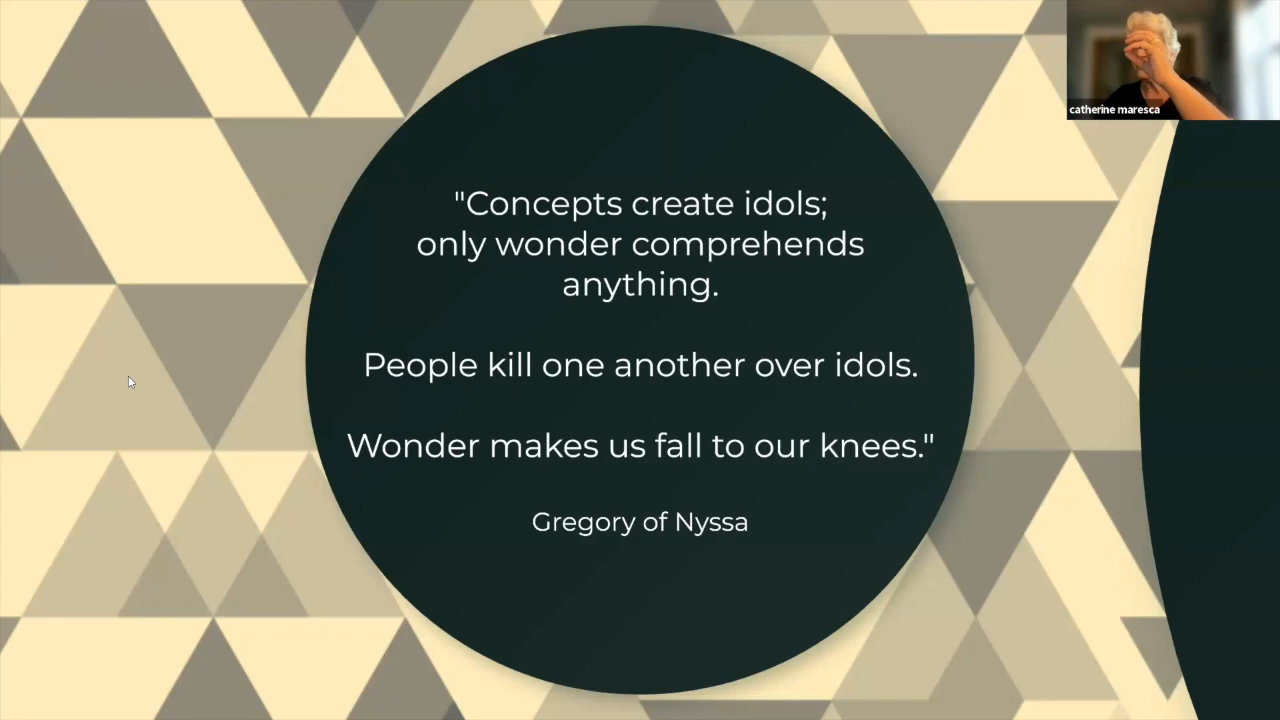 "Concepts create idols;
only wonder comprehends
anything.
People kill one another over idols.
Wonder makes us fall to our knees."
Gregory of Nyssa
catherine maresca